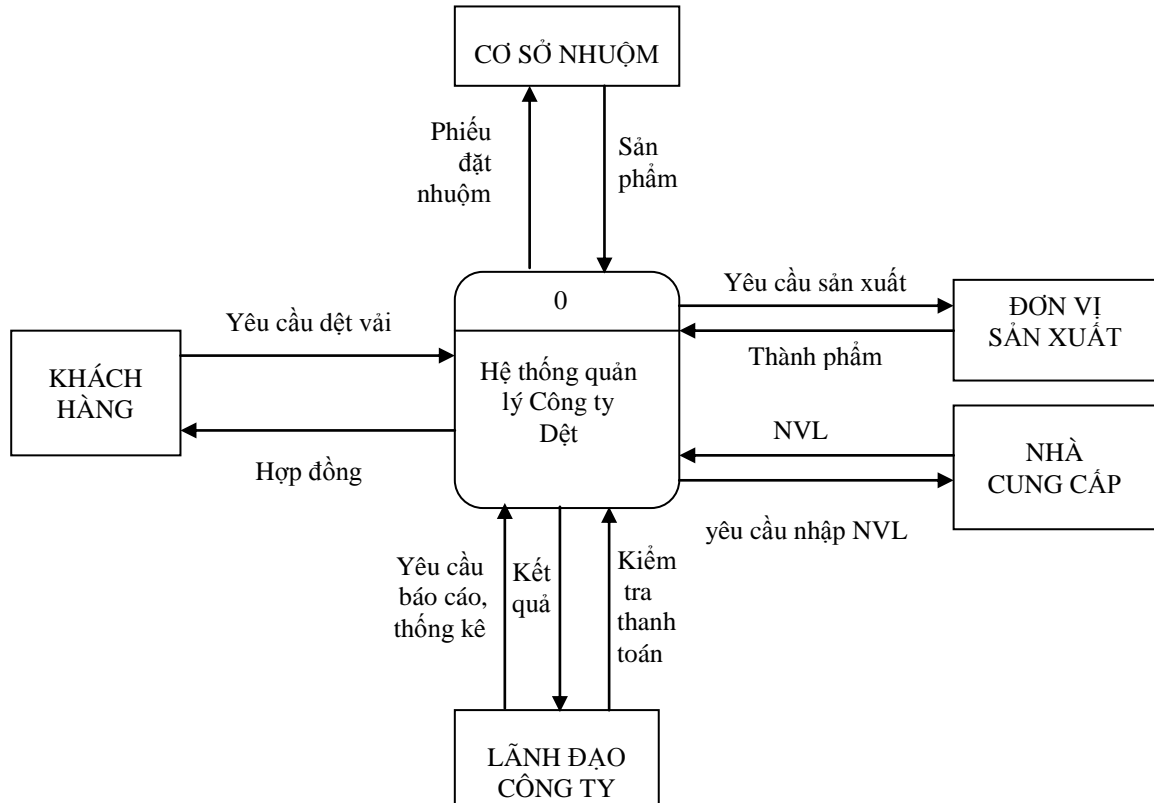 CƠ SỞ NHUỘM
Phiếu
đặt
nhuộm
Sản
phẩm
0
Hệ thống quản
lý Công ty
Dệt
Yêu cầu dệt vải
KHÁCH
HÀNG
Hợp đồng
Yêu cầu sản xuất
ĐƠN VỊ
SẢN XUẤT
Thành phẩm
NVL
NHÀ
CUNG CẤP
yêu cầu nhập NVL
Yêu cầu
báo cáo,
thống kê
Kết
quả
Kiểm
tra
thanh
toán
LÃNH ĐẠO
CÔNG TY